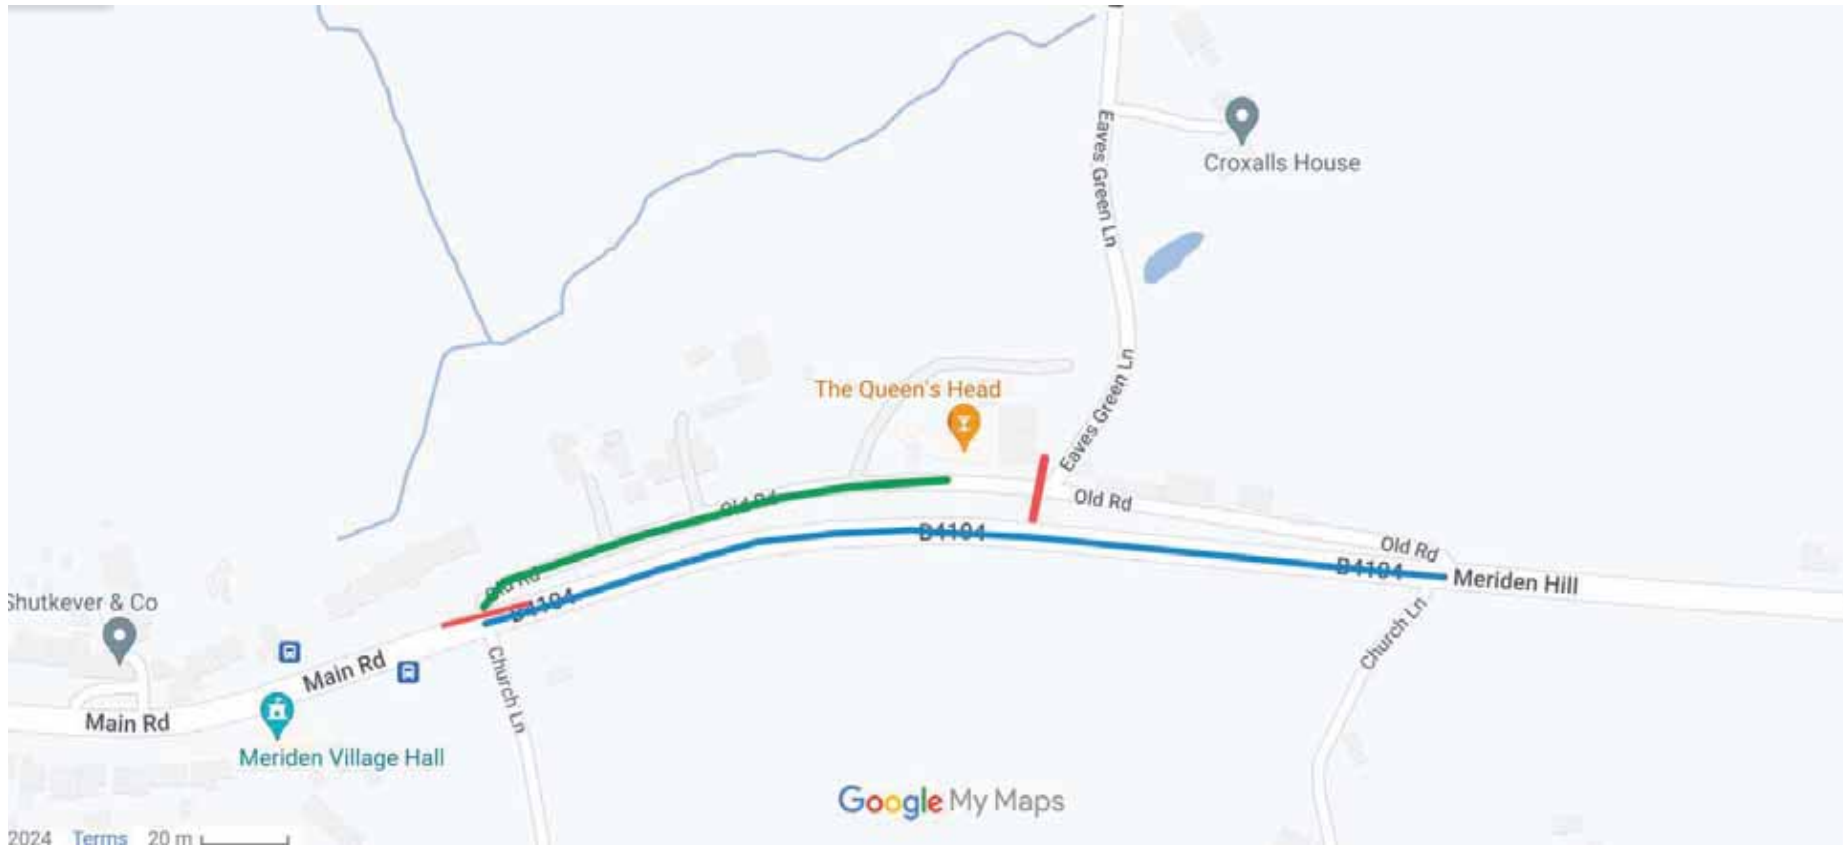 Eaves Green Ln
Croxalls House
The Queen's Head
Eaves Green Ln
Old Rd
Old Rd
B4104
Old Rd
B4104
Meriden Hill
Old Rd
B4104
Shutkever & Co
Main Rd
Church Ln
Church Ln
Main Rd
Meriden Village Hall
Google My Maps
2024 Terms 20 m